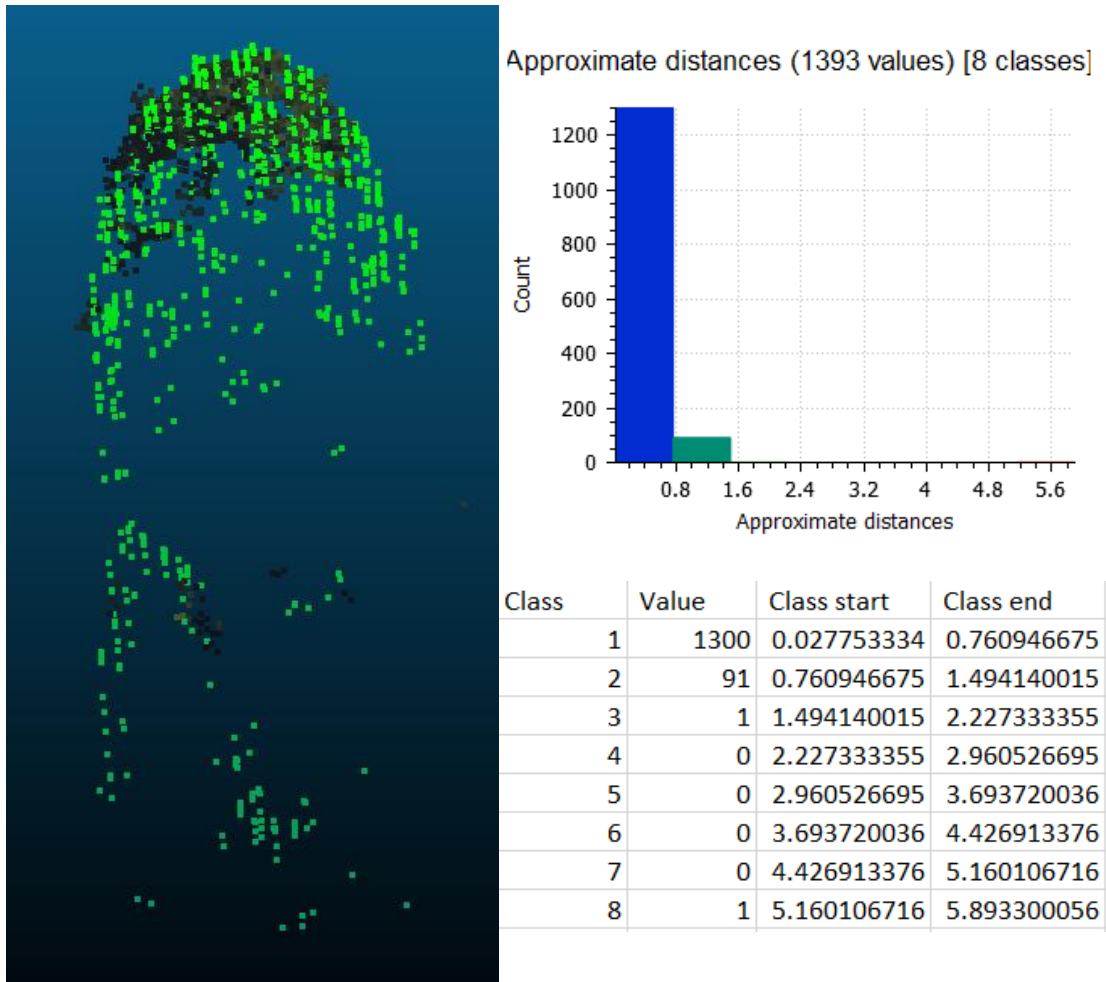 Approximate distances (1393 values) [8 classes]
1200
1000
800
600
400
200
0
Count
0.8 1.6 2.4 3.2 4 4.8 5.6
Approximate distances
Class Value Class start Class end
1 1300 0.027753334 0.760946675
2 91 0.760946675 1.494140015
3 1 1.494140015 2.227333355
4 0 2.227333355 2.960526695
5 0 2.960526695 3.693720036
6 0 3.693720036 4.426913376
7 0 4.426913376 5.160106716
8 1 5.160106716 5.893300056